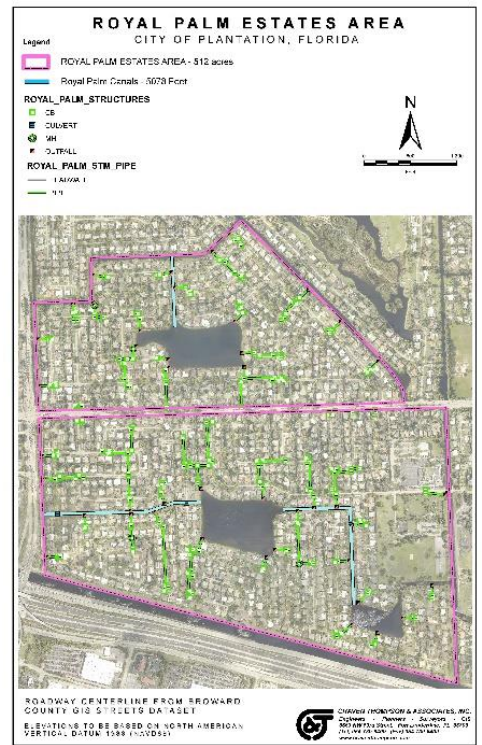 ROYAL PALM ESTATES AREA
CITY OF PLANTATION, FLORIDA
Legend
ROYAL PALM ESTATES AREA - 512 acres
Royal Palm Canals - 5078 Feet
ROYAL_PALM_STRUCTURES
CB
CULVERT
MH
OUTFALL
ROYAL_PALM_STM_PIPE
N
ROADWAY CENTERLINE FROM BROWARD
COUNTY GIS STREETS DATASET
ELEVATIONS TO BE BASED ON NORTH AMERICAN
VERTICAL DATUM 1988 (NAVD88)
THOMPSON & ASSOCIATES, INC.
Engineers - Planners - Surveyors - GIS